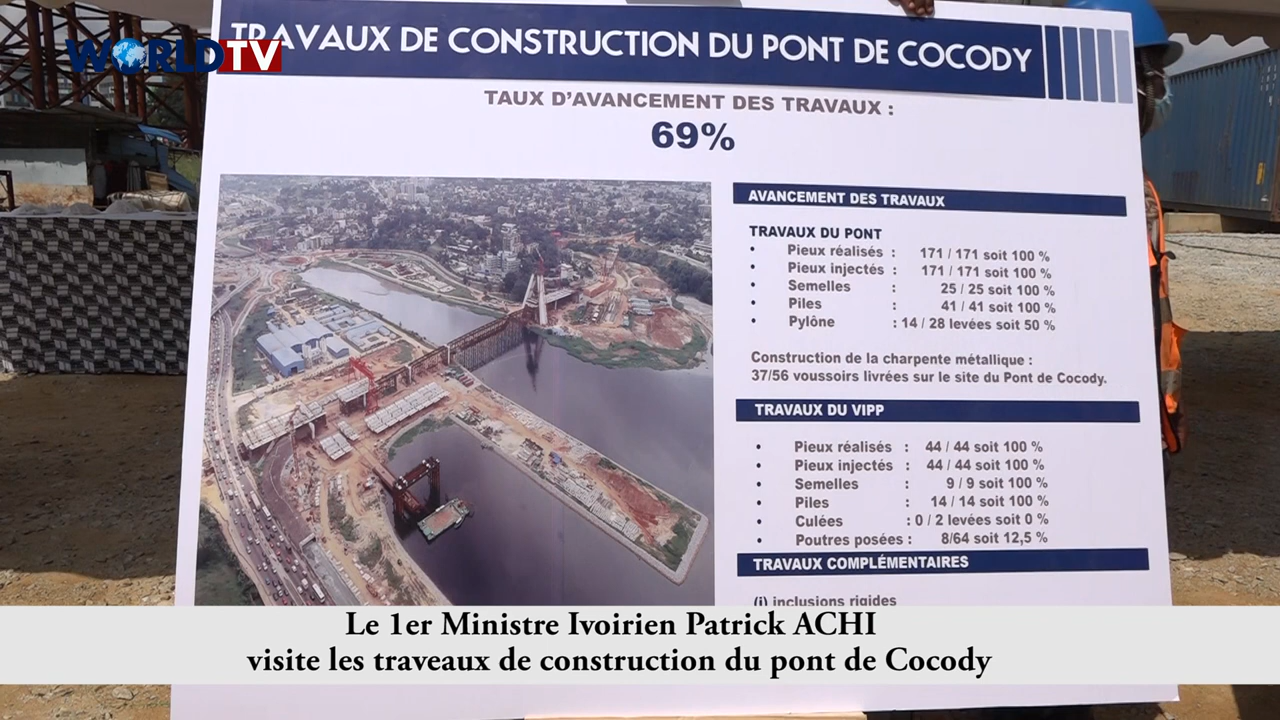 WORLDTV
TRAVAUX DE CONSTRUCTION DU PONT DE COCODY
TAUX D'AVANCEMENT DES TRAVAUX :
69%
AVANCEMENT DES TRAVAUX
TRAVAUX DU PONT
• Pieux réalisés : 171 / 171 soit 100 %
• Pieux injectés : 171 / 171 soit 100 %
• Semelles : 25 / 25 soit 100 %
• Piles : 41 / 41 soit 100 %
• Pylône : 14 / 28 levées soit 50 %
Construction de la charpente métallique :
37/56 voussoirs livrées sur le site du Pont de Cocody.
TRAVAUX DU VIPP
• Pieux réalisés : 44 / 44 soit 100 %
• Pieux injectés : 44 / 44 soit 100 %
• Semelles : 9 / 9 soit 100 %
• Piles : 14 / 14 soit 100 %
• Culées : 0 / 2 levées soit 0 %
• Poutres posées : 8/64 soit 12,5 %
TRAVAUX COMPLÉMENTAIRES
(i) inclusions rigides
Le 1er Ministre Ivoirien Patrick ACHI
visite les traveaux de construction du pont de Cocody